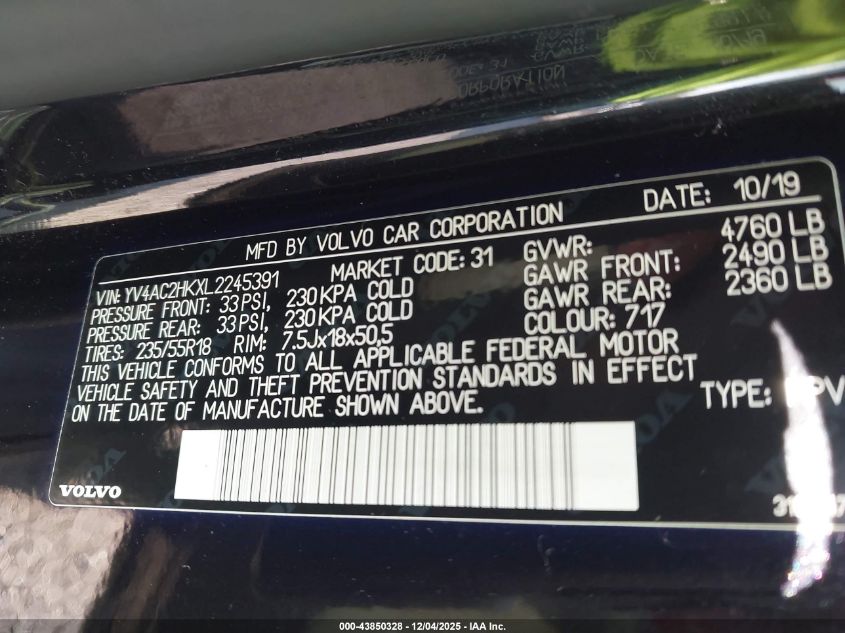 MFD BY VOLVO CAR CORPORATION DATE: 10/19
VIN: YV4AC2HKXL2245391 MARKET CODE: 31 GVWR: 4760 LB
PRESSURE FRONT: 33 PSI, 230 KPA COLD GAWR FRONT: 2490 LB
PRESSURE REAR: 33 PSI, 230 KPA COLD GAWR REAR: 2360 LB
TIRES: 235/55R18 RIM: 7.5Jx18x50,5 COLOUR: 717
THIS VEHICLE CONFORMS TO ALL APPLICABLE FEDERAL MOTOR
VEHICLE SAFETY AND THEFT PREVENTION STANDARDS IN EFFECT
ON THE DATE OF MANUFACTURE SHOWN ABOVE. TYPE:
VOLVO
000-43850328 - 12/04/2025 - IAA Inc.